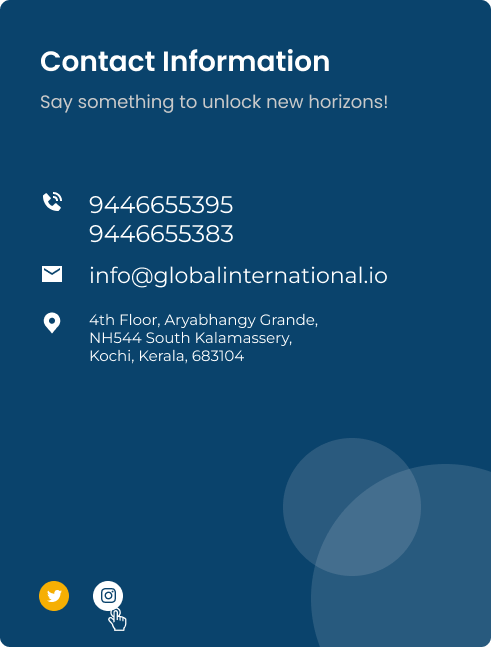 Contact Information
Say something to unlock new horizons!
9446655395
9446655383
info@globalinternational.io
4th Floor, Aryabhangy Grande,
NH544 South Kalamassery,
Kochi, Kerala, 683104